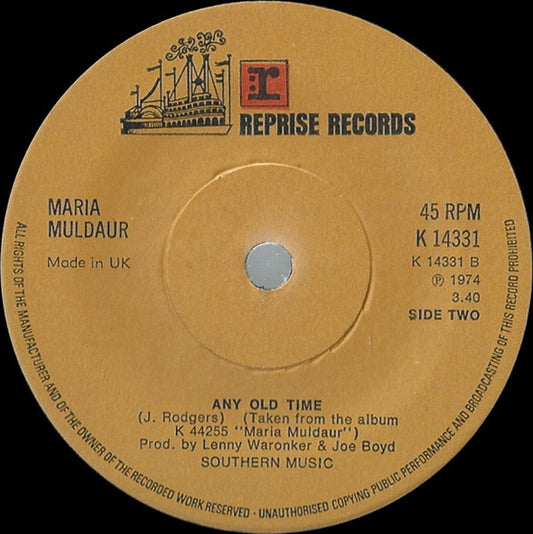 r
REPRISE RECORDS
MARIA
MULDAUR
Made in UK
45 RPM
K 14331
K 14331 B
Ⓟ 1974
3.40
SIDE TWO
ANY OLD TIME
(J. Rodgers) (Taken from the album
K 44255 "Maria Muldaur")
Prod. by Lenny Waronker & Joe Boyd
SOUTHERN MUSIC
ALL RIGHTS OF THE MANUFACTURER AND OF THE OWNER OF THE RECORDED WORK RESERVED · UNAUTHORISED COPYING PUBLIC PERFORMANCE AND BROADCASTING OF THIS RECORD PROHIBITED